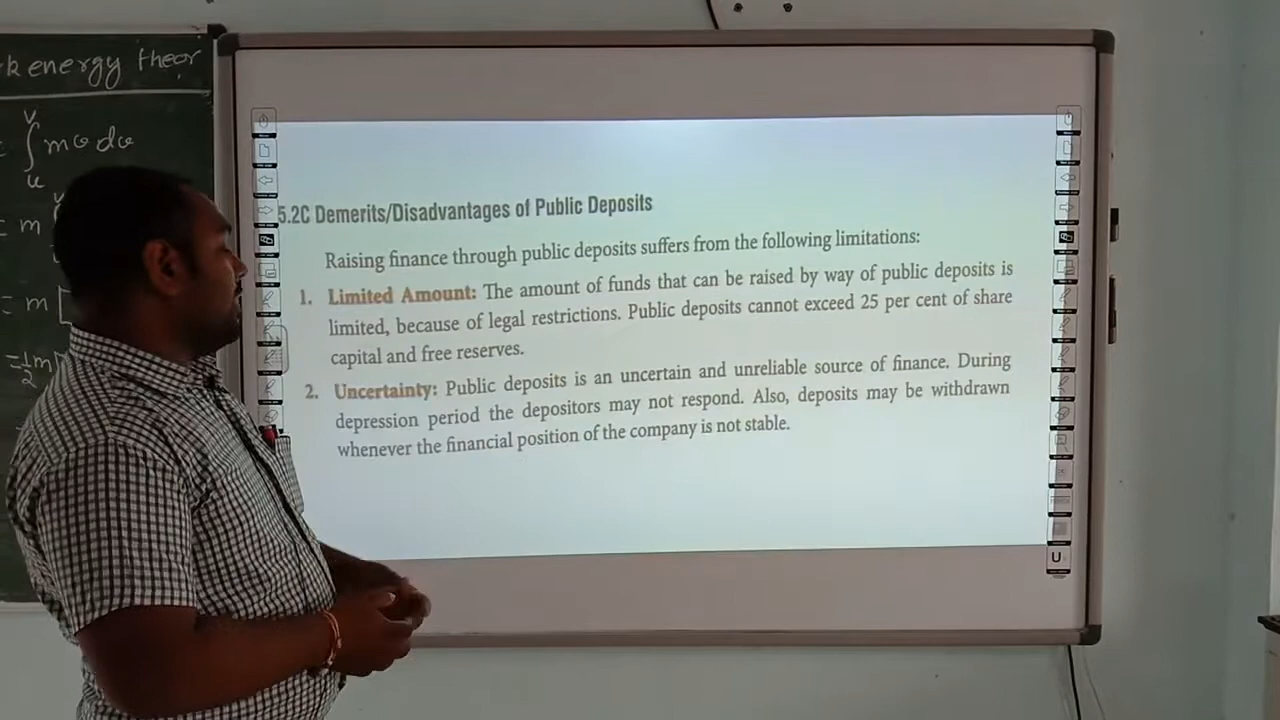 k energy theor
∫ mv dv
v
u
= m
= m [
=½m
5.2C Demerits/Disadvantages of Public Deposits
Raising finance through public deposits suffers from the following limitations:
1. Limited Amount: The amount of funds that can be raised by way of public deposits is
limited, because of legal restrictions. Public deposits cannot exceed 25 per cent of share
capital and free reserves.
2. Uncertainty: Public deposits is an uncertain and unreliable source of finance. During
depression period the depositors may not respond. Also, deposits may be withdrawn
whenever the financial position of the company is not stable.
U